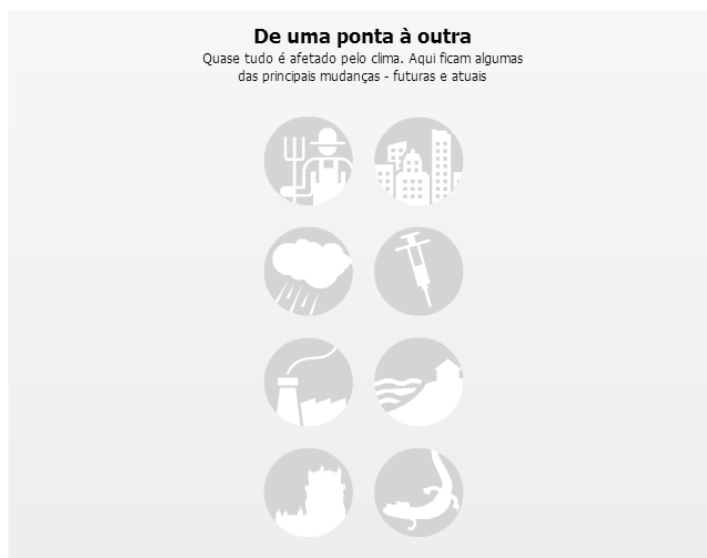 De uma ponta à outra
Quase tudo é afetado pelo clima. Aqui ficam algumas
das principais mudanças - futuras e atuais